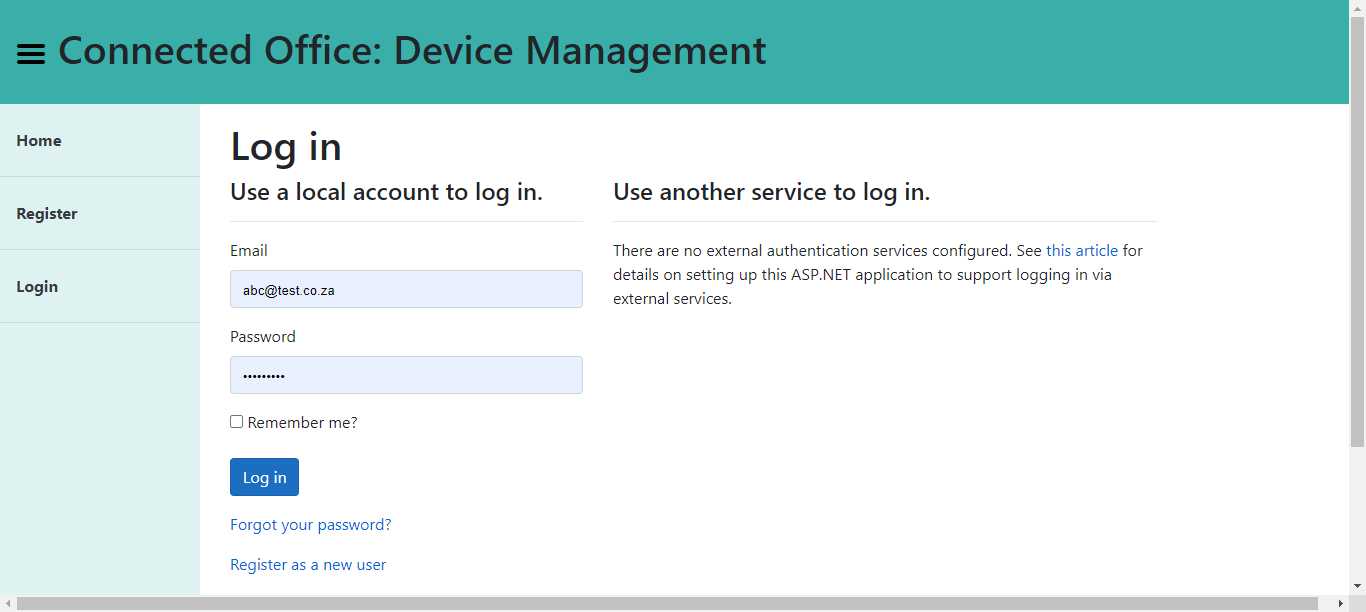 Connected Office: Device Management
Home
Register
Login
Log in
Use a local account to log in.
Email
abc@test.co.za
Password
•••••••••
Remember me?
Log in
Forgot your password?
Register as a new user
Use another service to log in.
There are no external authentication services configured. See this article for
details on setting up this ASP.NET application to support logging in via
external services.